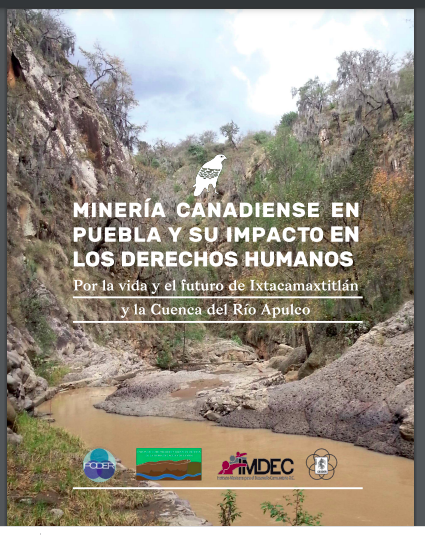 MINERÍA CANADIENSE EN
PUEBLA Y SU IMPACTO EN
LOS DERECHOS HUMANOS
Por la vida y el futuro de Ixtacamaxtitlán
y la Cuenca del Río Apulco
PODER
IMDEC